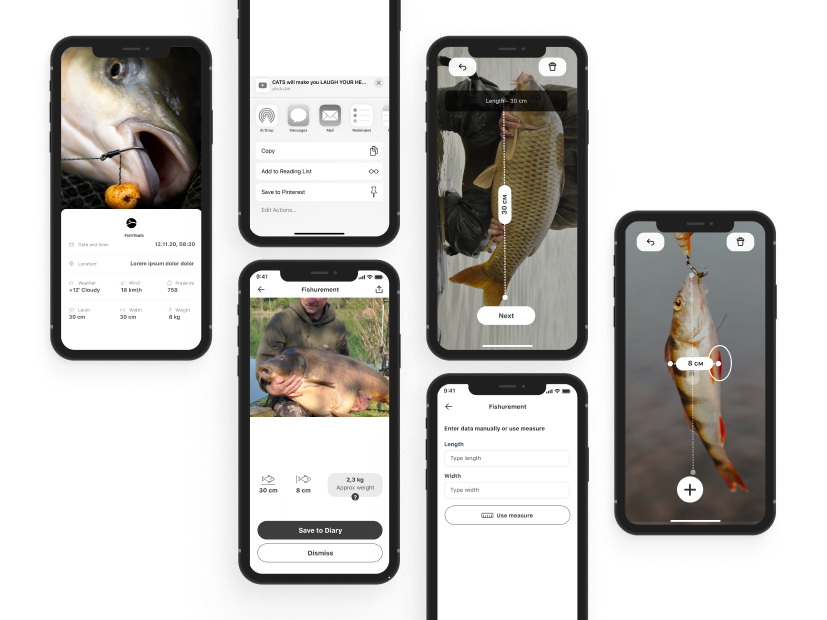 FishTools
Date and time
12.11.20, 08:30
Location
Lorem ipsum dolor dolor
Weather
Wind
Pressure
+12° Cloudy
18 km\h
758
Width
Weight
30 cm
30 cm
8 kg
CATS will make you LAUGH YOUR HE...
youtube
AirDrop
Messages
Mail
Reminders
Copy
Add to Reading List
Save to Pinterest
Edit Actions...
9:41
Fishurement
30 cm
8 cm
2,3 kg
Approx weight
?
Save to Diary
Dismiss
Length - 30 cm
30 СМ
Next
9:41
Fishurement
Enter data manually or use measure
Length
Type length
Width
Type width
Use measure
8 СМ